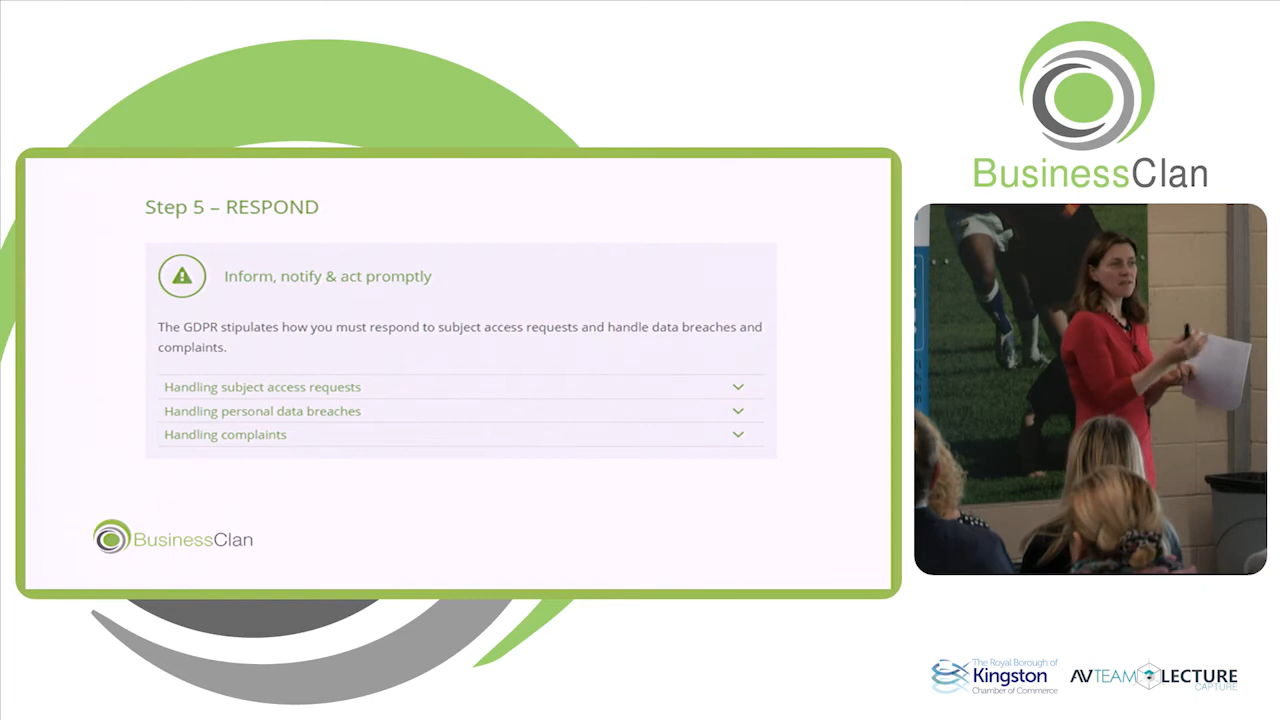 Step 5 – RESPOND
Inform, notify & act promptly
The GDPR stipulates how you must respond to subject access requests and handle data breaches and
complaints.
Handling subject access requests
Handling personal data breaches
Handling complaints
BusinessClan
BusinessClan
The Royal Borough of
Kingston
Chamber of Commerce
AVTEAM LECTURE
CAPTURE